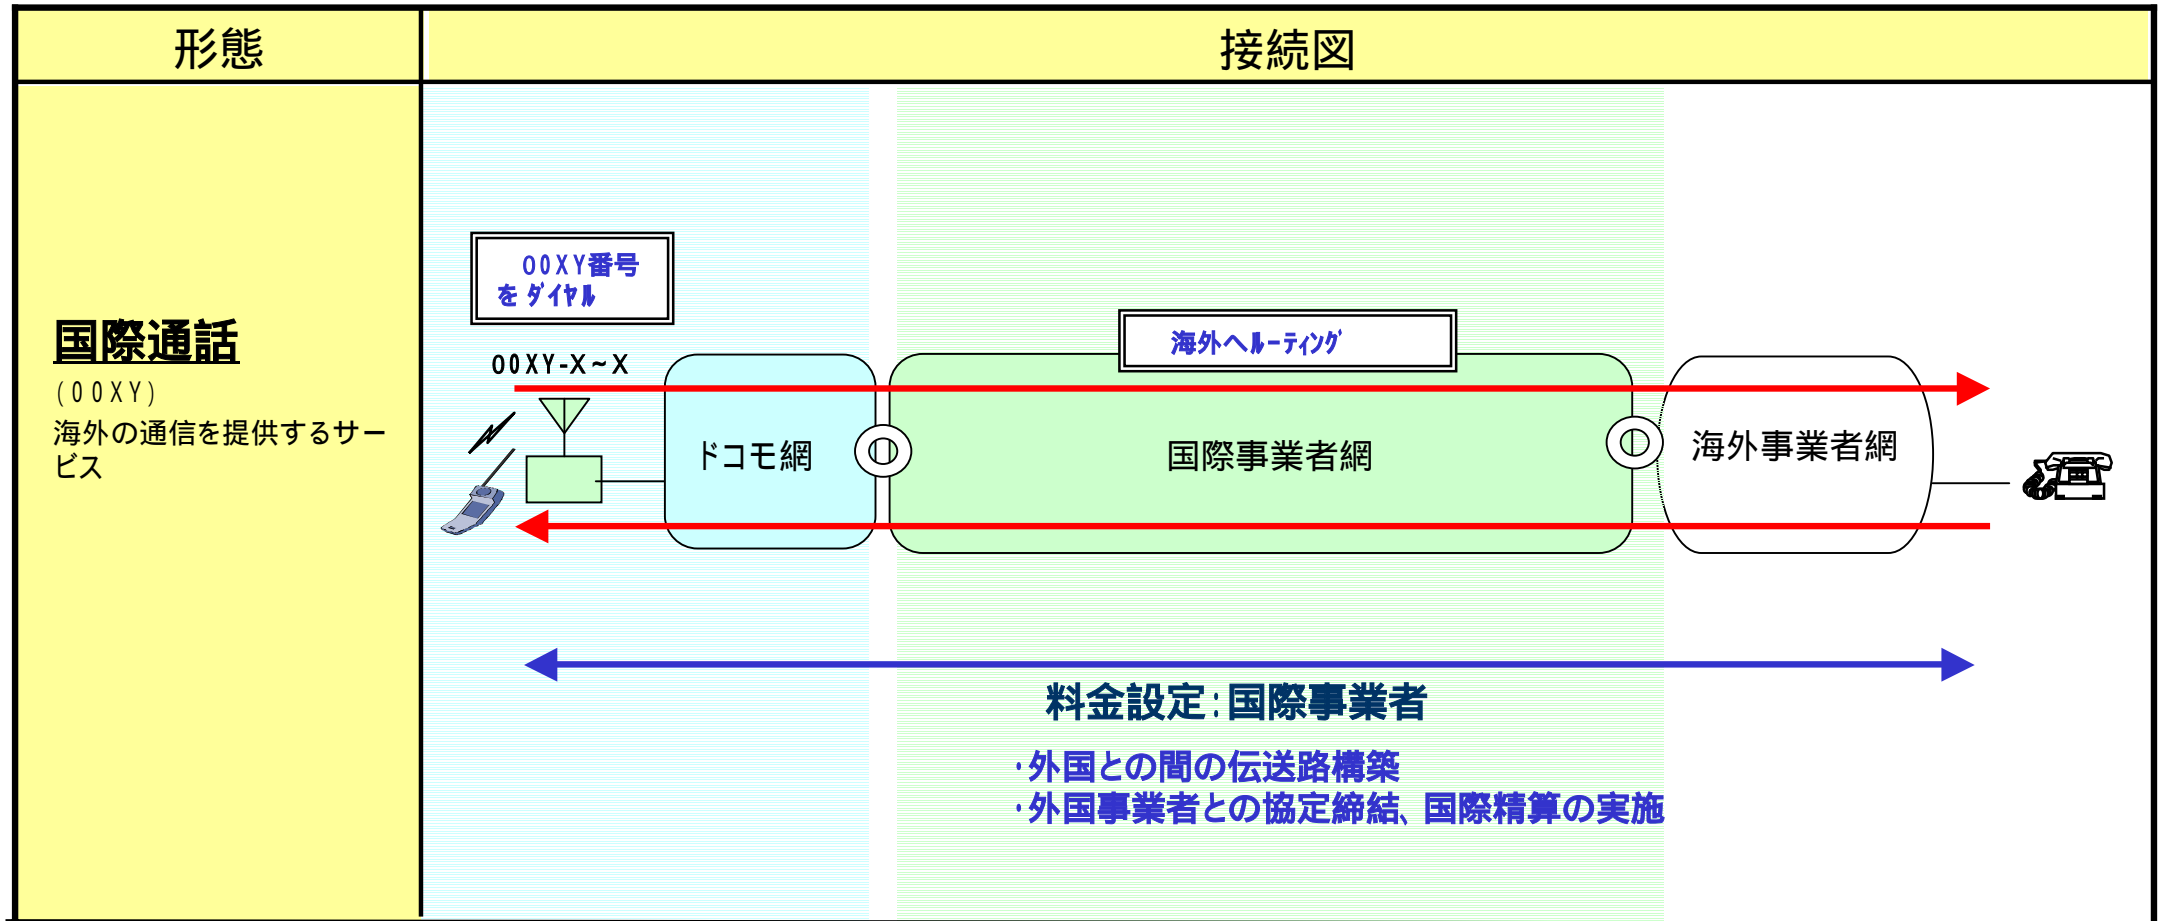 形態
接続図
00XY番号
を ﾀﾞｲﾔﾙ
国際通話
(00XY)
海外の通信を提供するサー
ビス
00XY-X~X
海外へﾙｰﾃｨﾝｸﾞ
ドコモ網
国際事業者網
海外事業者網
料金設定:国際事業者
・外国との間の伝送路構築
・外国事業者との協定締結、国際精算の実施